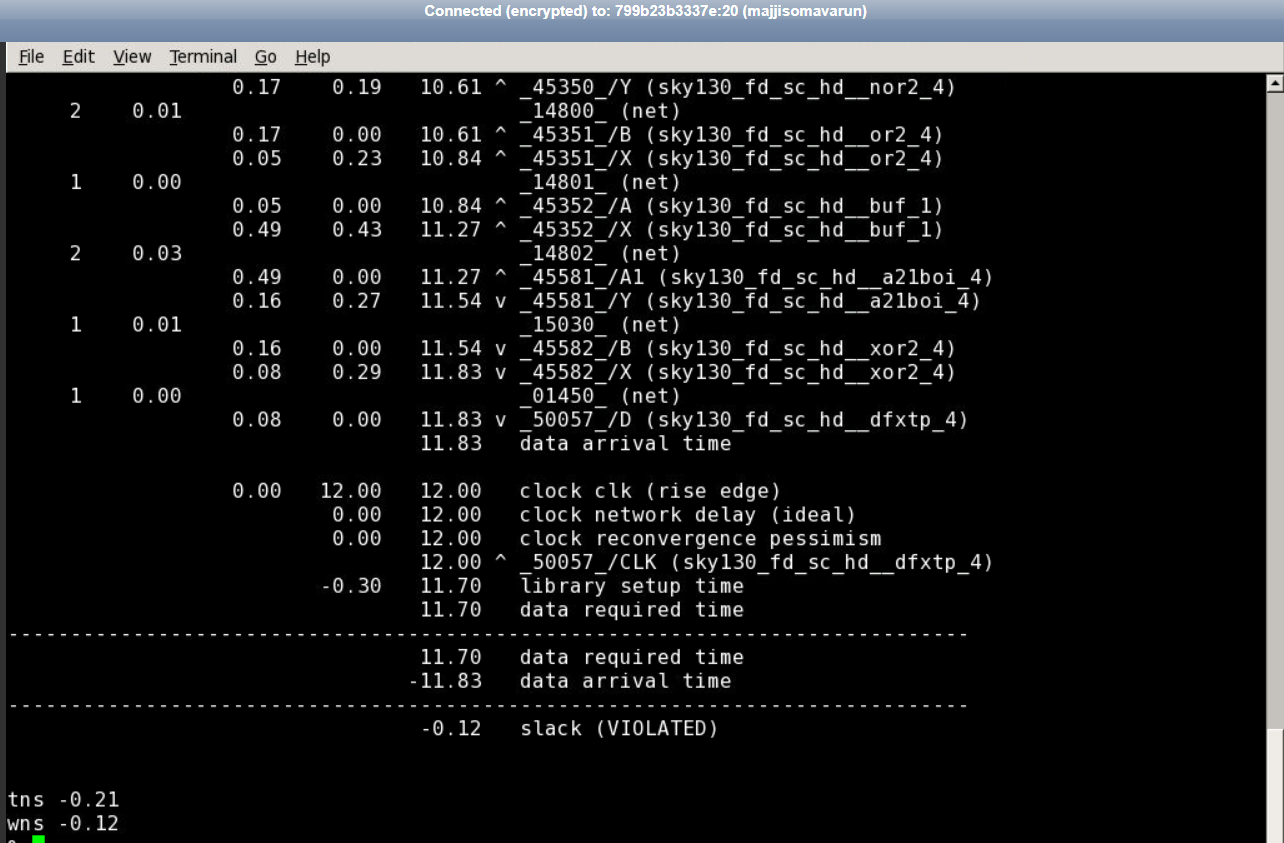 Connected (encrypted) to: 799b23b3337e:20 (majjisomavarun)
File Edit View Terminal Go Help
0.17 0.19 10.61 ^ _45350_/Y (sky130_fd_sc_hd__nor2_4)
2 0.01 _14800_ (net)
0.17 0.00 10.61 ^ _45351_/B (sky130_fd_sc_hd__or2_4)
0.05 0.23 10.84 ^ _45351_/X (sky130_fd_sc_hd__or2_4)
1 0.00 _14801_ (net)
0.05 0.00 10.84 ^ _45352_/A (sky130_fd_sc_hd__buf_1)
0.49 0.43 11.27 ^ _45352_/X (sky130_fd_sc_hd__buf_1)
2 0.03 _14802_ (net)
0.49 0.00 11.27 ^ _45581_/A1 (sky130_fd_sc_hd__a21boi_4)
0.16 0.27 11.54 v _45581_/Y (sky130_fd_sc_hd__a21boi_4)
1 0.01 _15030_ (net)
0.16 0.00 11.54 v _45582_/B (sky130_fd_sc_hd__xor2_4)
0.08 0.29 11.83 v _45582_/X (sky130_fd_sc_hd__xor2_4)
1 0.00 _01450_ (net)
0.08 0.00 11.83 v _50057_/D (sky130_fd_sc_hd__dfxtp_4)
11.83 data arrival time
0.00 12.00 12.00 clock clk (rise edge)
0.00 12.00 clock network delay (ideal)
0.00 12.00 clock reconvergence pessimism
12.00 ^ _50057_/CLK (sky130_fd_sc_hd__dfxtp_4)
-0.30 11.70 library setup time
11.70 data required time
-----------------------------------------------------------------------------
11.70 data required time
-11.83 data arrival time
-----------------------------------------------------------------------------
-0.12 slack (VIOLATED)
tns -0.21
wns -0.12